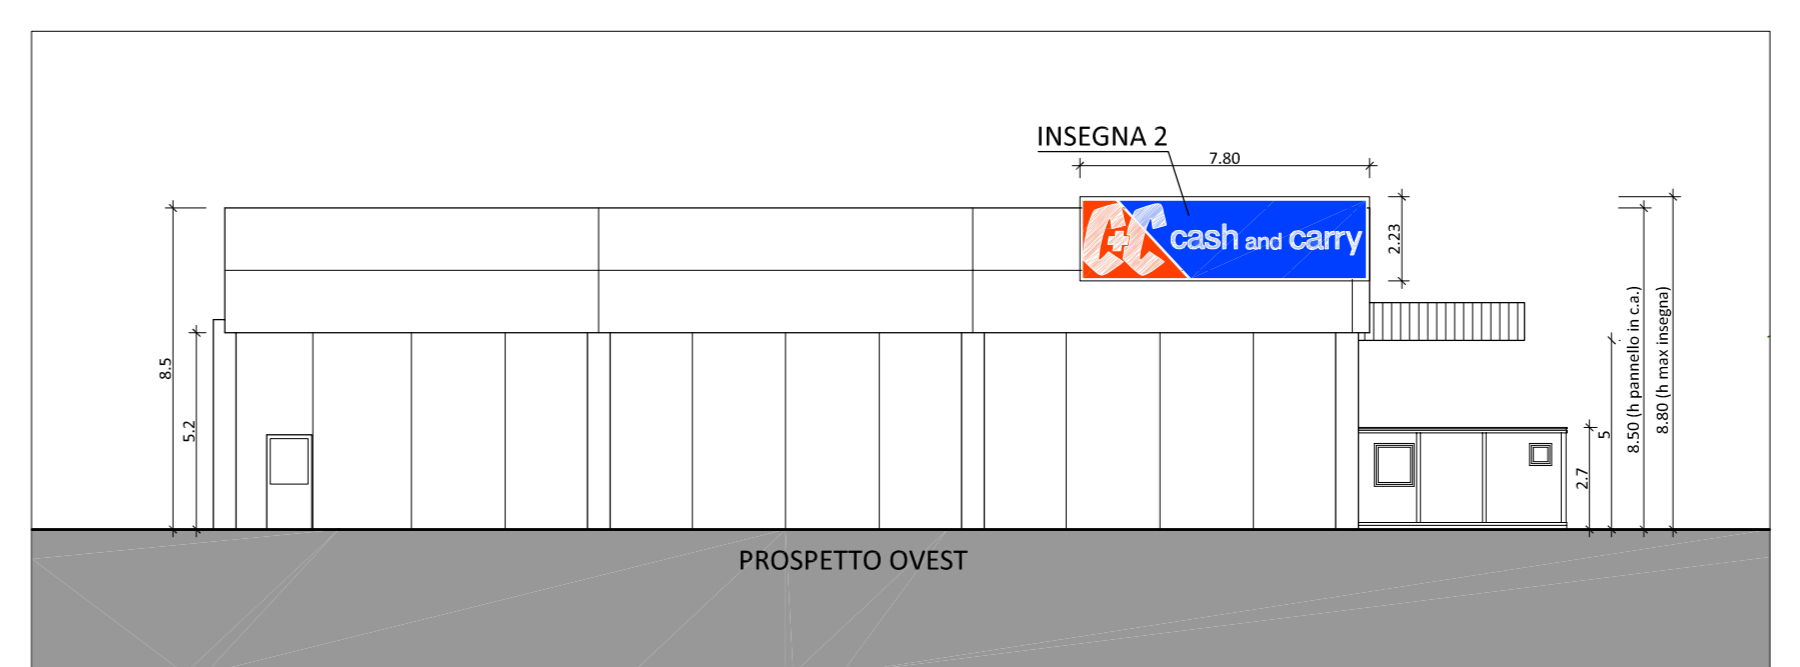 INSEGNA 2
7.80
C+C cash and carry
2.23
8.5
5.2
2.7
5
8.50 (h pannello in c.a.)
8.80 (h max insegna)
PROSPETTO OVEST